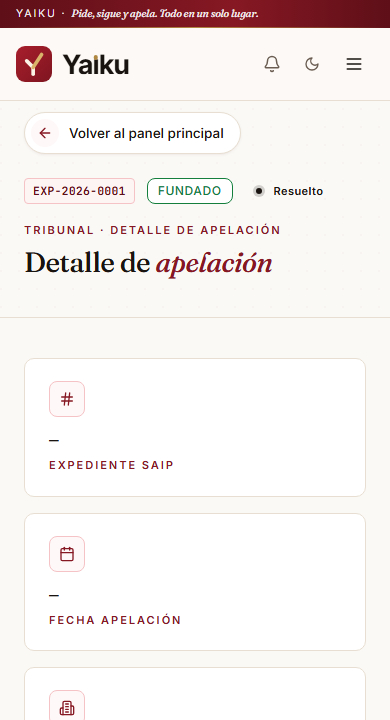 YAIKU · Pide, sigue y apela. Todo en un solo lugar.
Yaiku
Volver al panel principal
EXP-2026-0001 FUNDADO Resuelto
TRIBUNAL · DETALLE DE APELACIÓN
Detalle de apelación
—
EXPEDIENTE SAIP
—
FECHA APELACIÓN